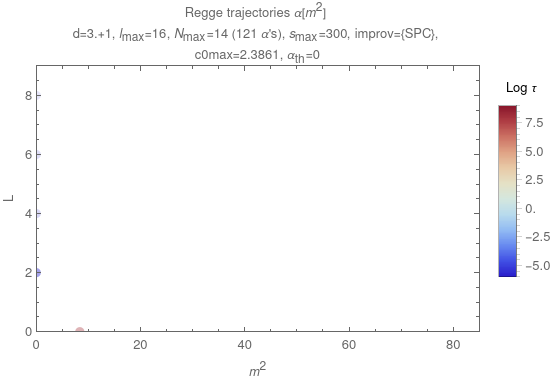 Regge trajectories α[m²]
d=3.+1, lmax=16, Nmax=14 (121 α's), smax=300, improv={SPC},
c0max=2.3861, αth=0
Log τ
L
8
6
4
2
0
0 20 40 60 80
m²
7.5
5.0
2.5
0.
−2.5
−5.0